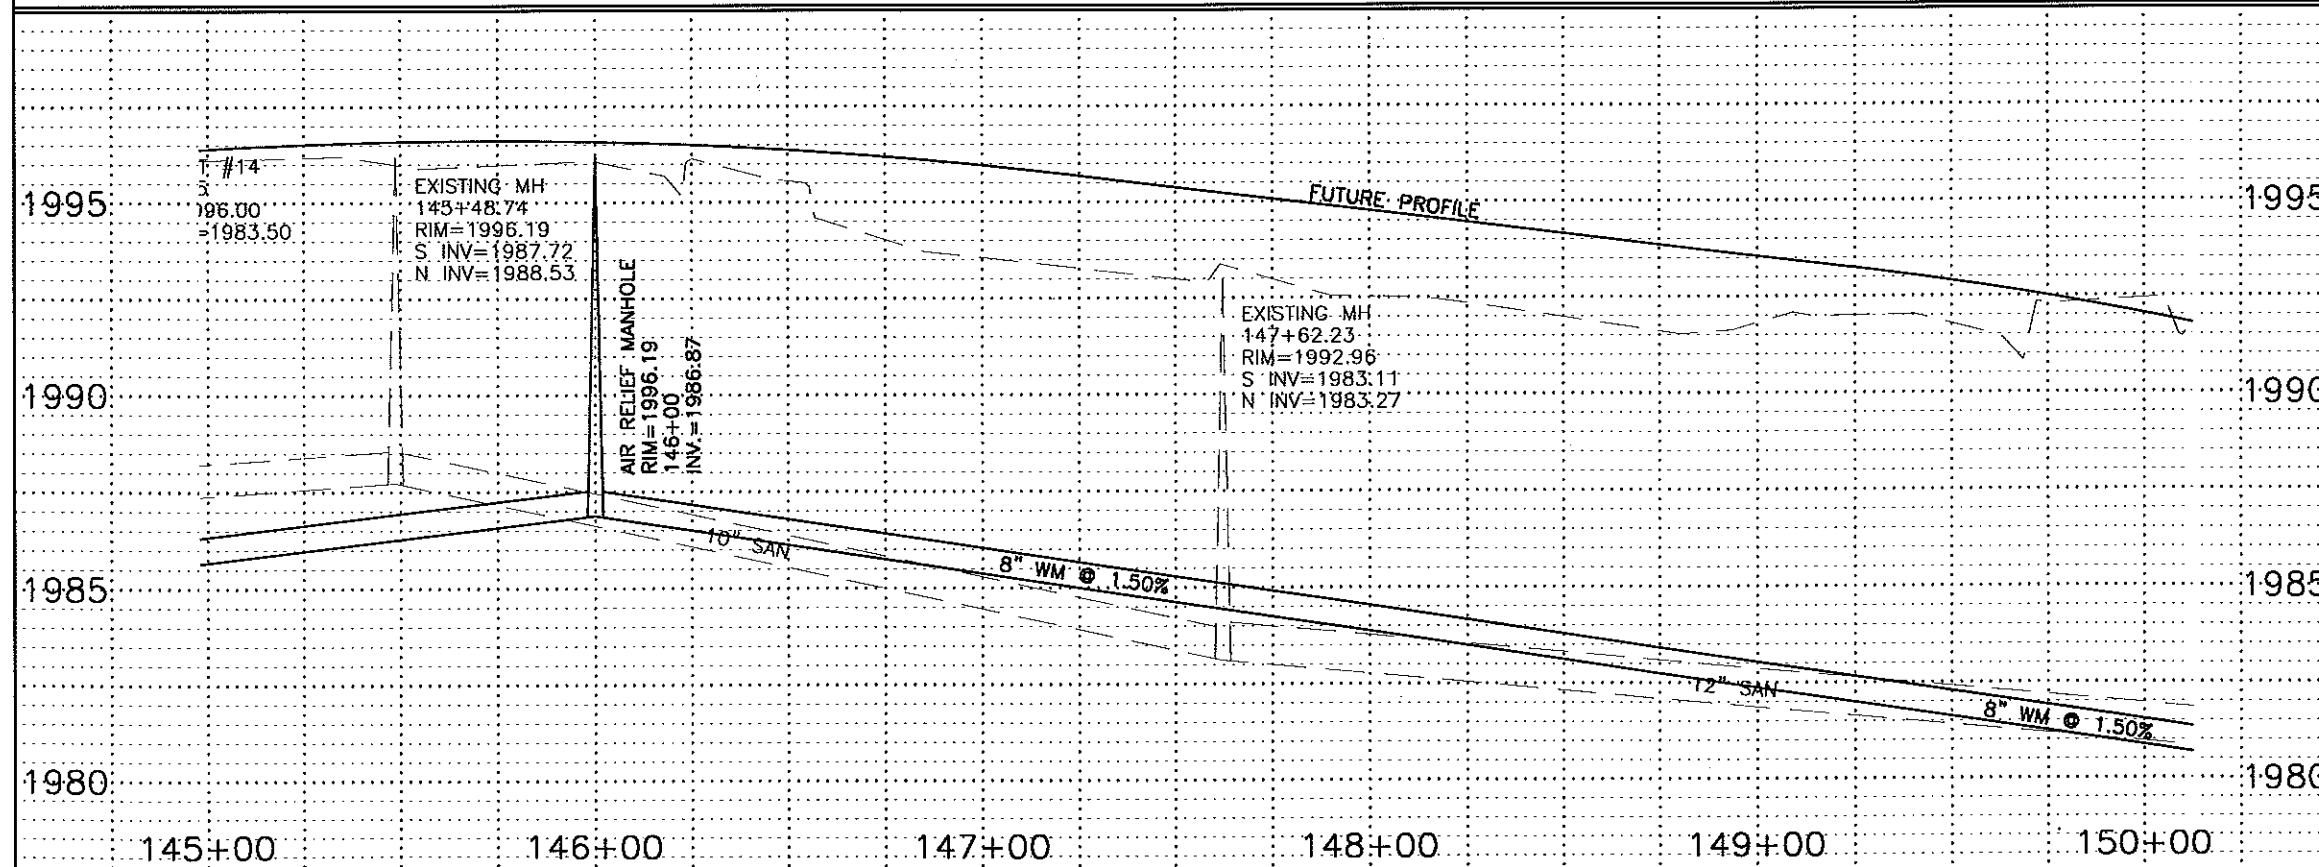 #14
1995
1995
96.00
=1983.50
EXISTING MH
145+48.74
RIM=1996.19
S INV=1987.72
N INV=1988.53
AIR RELIEF MANHOLE
RIM=1996.19
146+00
INV.=1986.87
FUTURE PROFILE
EXISTING MH
147+62.23
RIM=1992.96
S INV=1983.11
N INV=1983.27
1990
1990
10" SAN
8" WM @ 1.50%
1985
1985
12" SAN
8" WM @ 1.50%
1980
1980
145+00
146+00
147+00
148+00
149+00
150+00